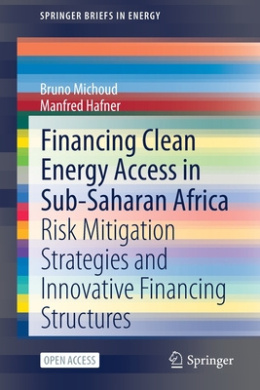 SPRINGER BRIEFS IN ENERGY
Bruno Michoud
Manfred Hafner
Financing Clean
Energy Access in
Sub-Saharan Africa
Risk Mitigation
Strategies and
Innovative Financing
Structures
OPEN ACCESS
Springer